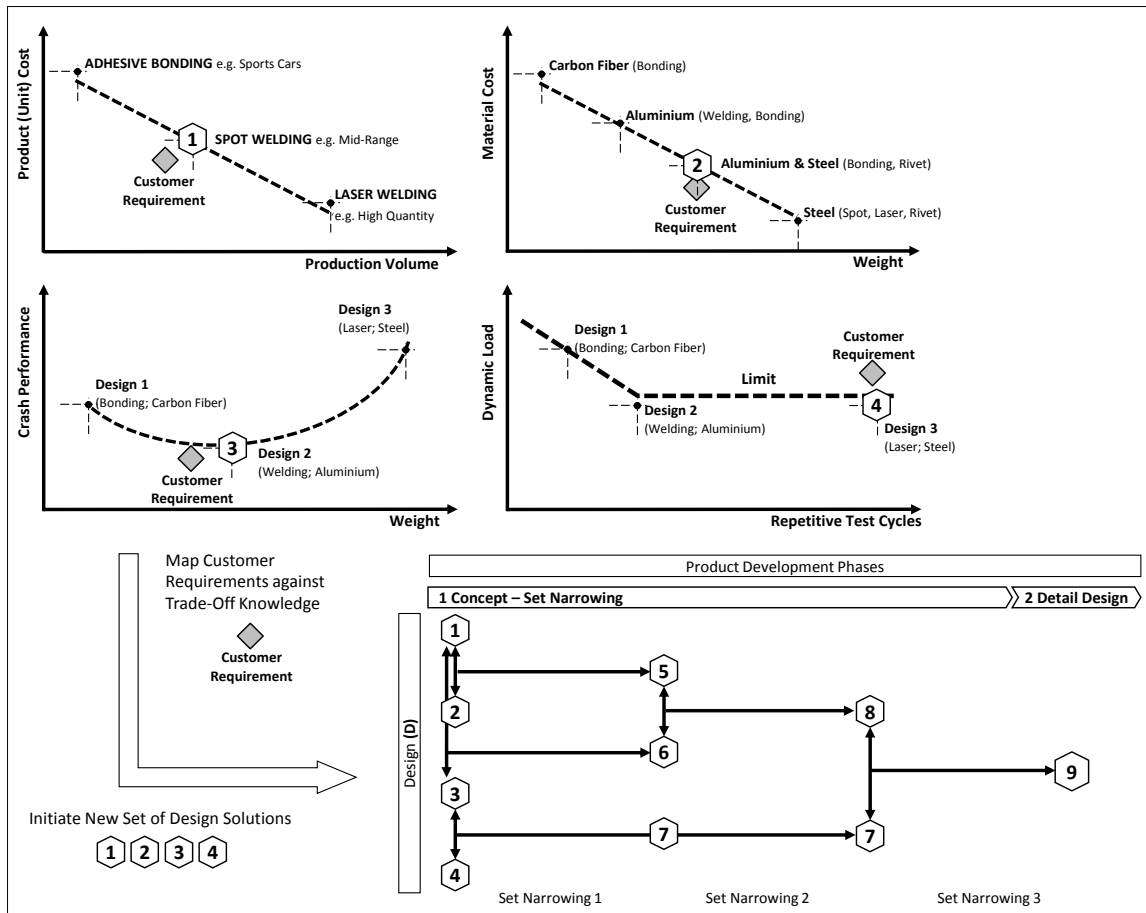 Product (Unit) Cost
ADHESIVE BONDING e.g. Sports Cars
1
SPOT WELDING e.g. Mid-Range
Customer
Requirement
LASER WELDING
e.g. High Quantity
Production Volume
Material Cost
Carbon Fiber (Bonding)
Aluminium (Welding, Bonding)
2
Aluminium & Steel (Bonding, Rivet)
Customer
Requirement
Steel (Spot, Laser, Rivet)
Weight
Crash Performance
Design 3
(Laser; Steel)
Design 1
(Bonding; Carbon Fiber)
3
Design 2
(Welding; Aluminium)
Customer
Requirement
Weight
Dynamic Load
Design 1
(Bonding; Carbon Fiber)
Customer
Requirement
Limit
4
Design 2
(Welding; Aluminium)
Design 3
(Laser; Steel)
Repetitive Test Cycles
Map Customer
Requirements against
Trade-Off Knowledge
Customer
Requirement
Initiate New Set of Design Solutions
1 2 3 4
Product Development Phases
1 Concept – Set Narrowing
2 Detail Design
Design (D)
1
5
2
8
6
9
3
7
7
4
Set Narrowing 1
Set Narrowing 2
Set Narrowing 3